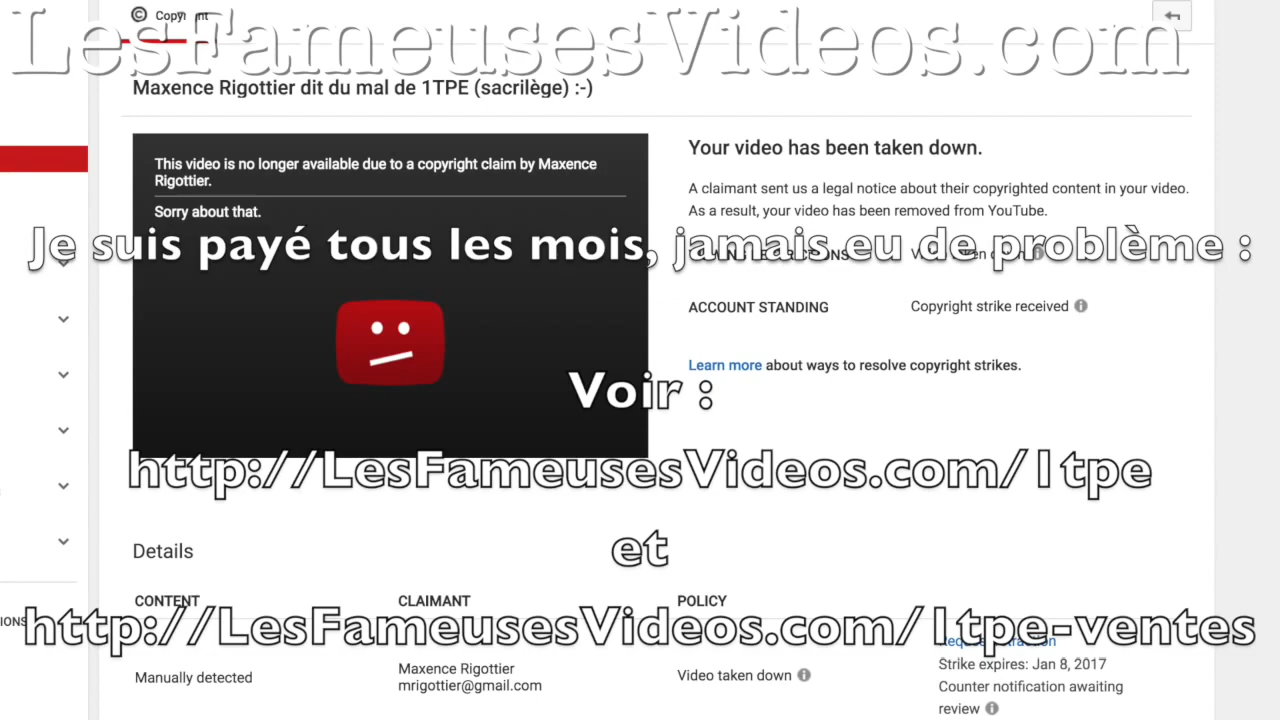 LesFameusesVideos.com
Maxence Rigottier dit du mal de 1TPE (sacrilège) :-)
This video is no longer available due to a copyright claim by Maxence
Rigottier.
Sorry about that.
Your video has been taken down.
A claimant sent us a legal notice about their copyrighted content in your video.
As a result, your video has been removed from YouTube.
Je suis payé tous les mois, jamais eu de problème :
ACCOUNT STANDING Copyright strike received
Learn more about ways to resolve copyright strikes.
Voir :
http://LesFameusesVideos.com/1tpe
et
Details
CONTENT CLAIMANT POLICY
http://LesFameusesVideos.com/1tpe-ventes
Manually detected
Maxence Rigottier
mrigottier@gmail.com
Video taken down
Strike expires: Jan 8, 2017
Counter notification awaiting
review